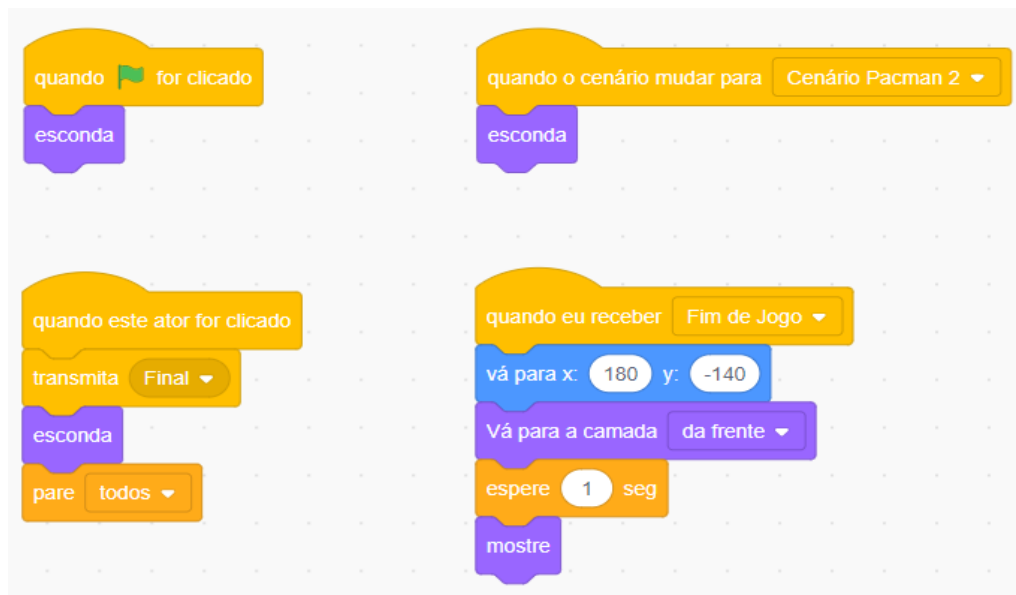 quando for clicado
esconda
quando o cenário mudar para Cenário Pacman 2
esconda
quando este ator for clicado
transmita Final
esconda
pare todos
quando eu receber Fim de Jogo
vá para x: 180 y: -140
Vá para a camada da frente
espere 1 seg
mostre